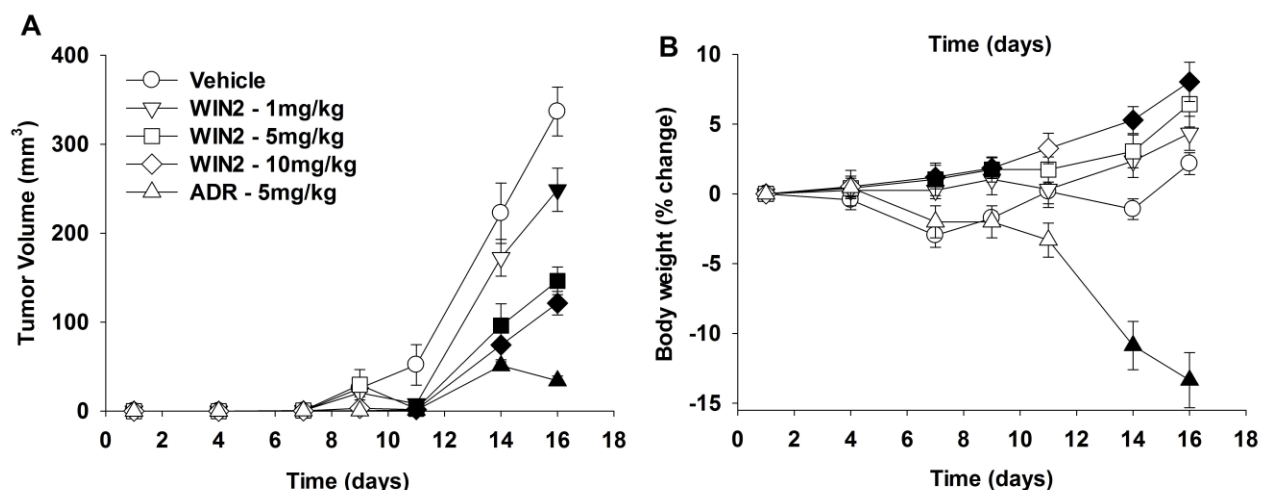 A
Tumor Volume (mm³)
400
300
200
100
0
Vehicle
WIN2 - 1mg/kg
WIN2 - 5mg/kg
WIN2 - 10mg/kg
ADR - 5mg/kg
0 2 4 6 8 10 12 14 16 18
Time (days)
B
Time (days)
Body weight (% change)
10
5
0
-5
-10
-15
0 2 4 6 8 10 12 14 16 18
Time (days)